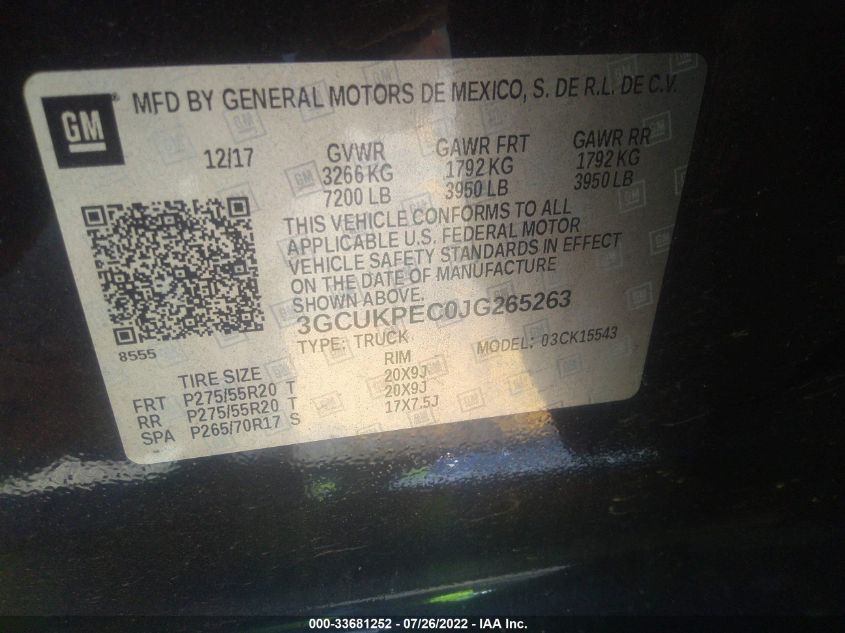 GM
MFD BY GENERAL MOTORS DE MEXICO, S. DE R.L. DE C.V.
12/17 GVWR GAWR FRT GAWR RR
3266 KG 1792 KG 1792 KG
7200 LB 3950 LB 3950 LB
THIS VEHICLE CONFORMS TO ALL
APPLICABLE U.S. FEDERAL MOTOR
VEHICLE SAFETY STANDARDS IN EFFECT
ON THE DATE OF MANUFACTURE
SHOWN ABOVE.
3GCUKPEC0JG265263
8555
TYPE: TRUCK MODEL: 03CK15543
TIRE SIZE RIM
FRT P275/55R20 T 20X9J
RR P275/55R20 T 20X9J
SPA P265/70R17 S 17X7.5J
000-33681252 | 07/26/2022 - IAA Inc.